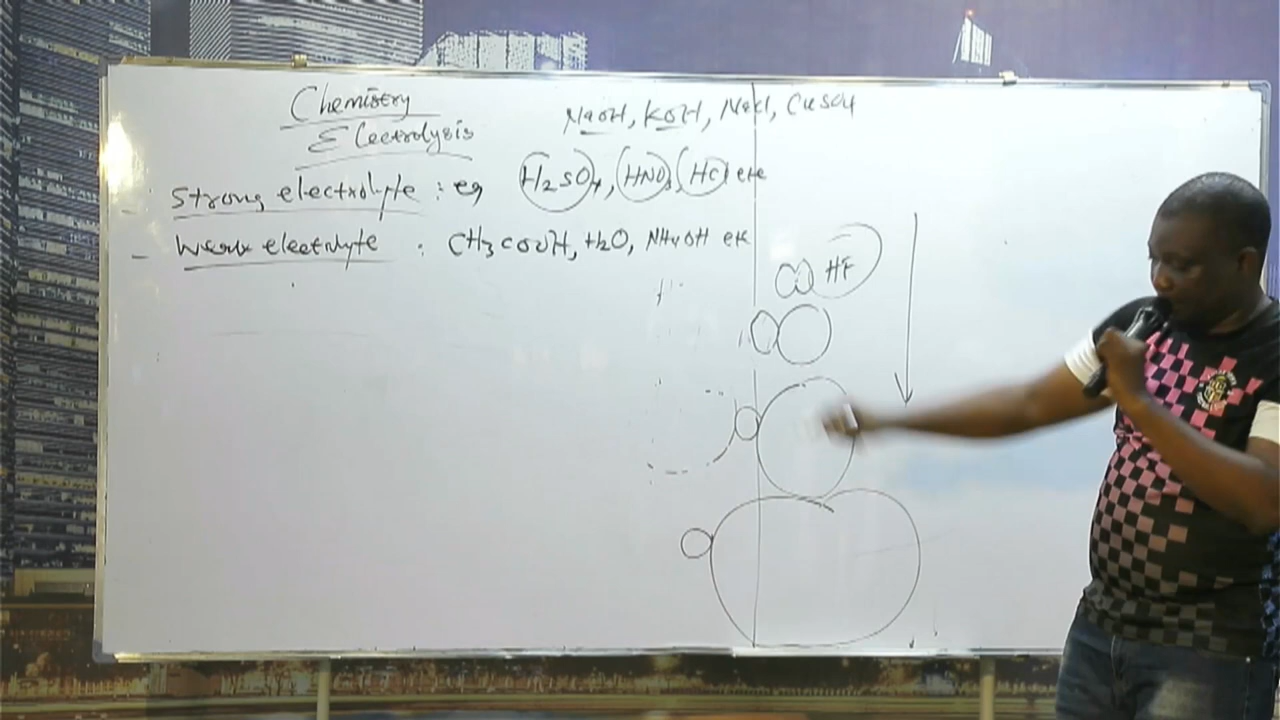 Chemistry
Electrolysis
NaOH, KOH, NaCl, CuSO4
- Strong electrolyte : eg H2SO4, HNO3, HCl etc
- Weak electrolyte : CH3COOH, H2O, NH4OH etc
HF